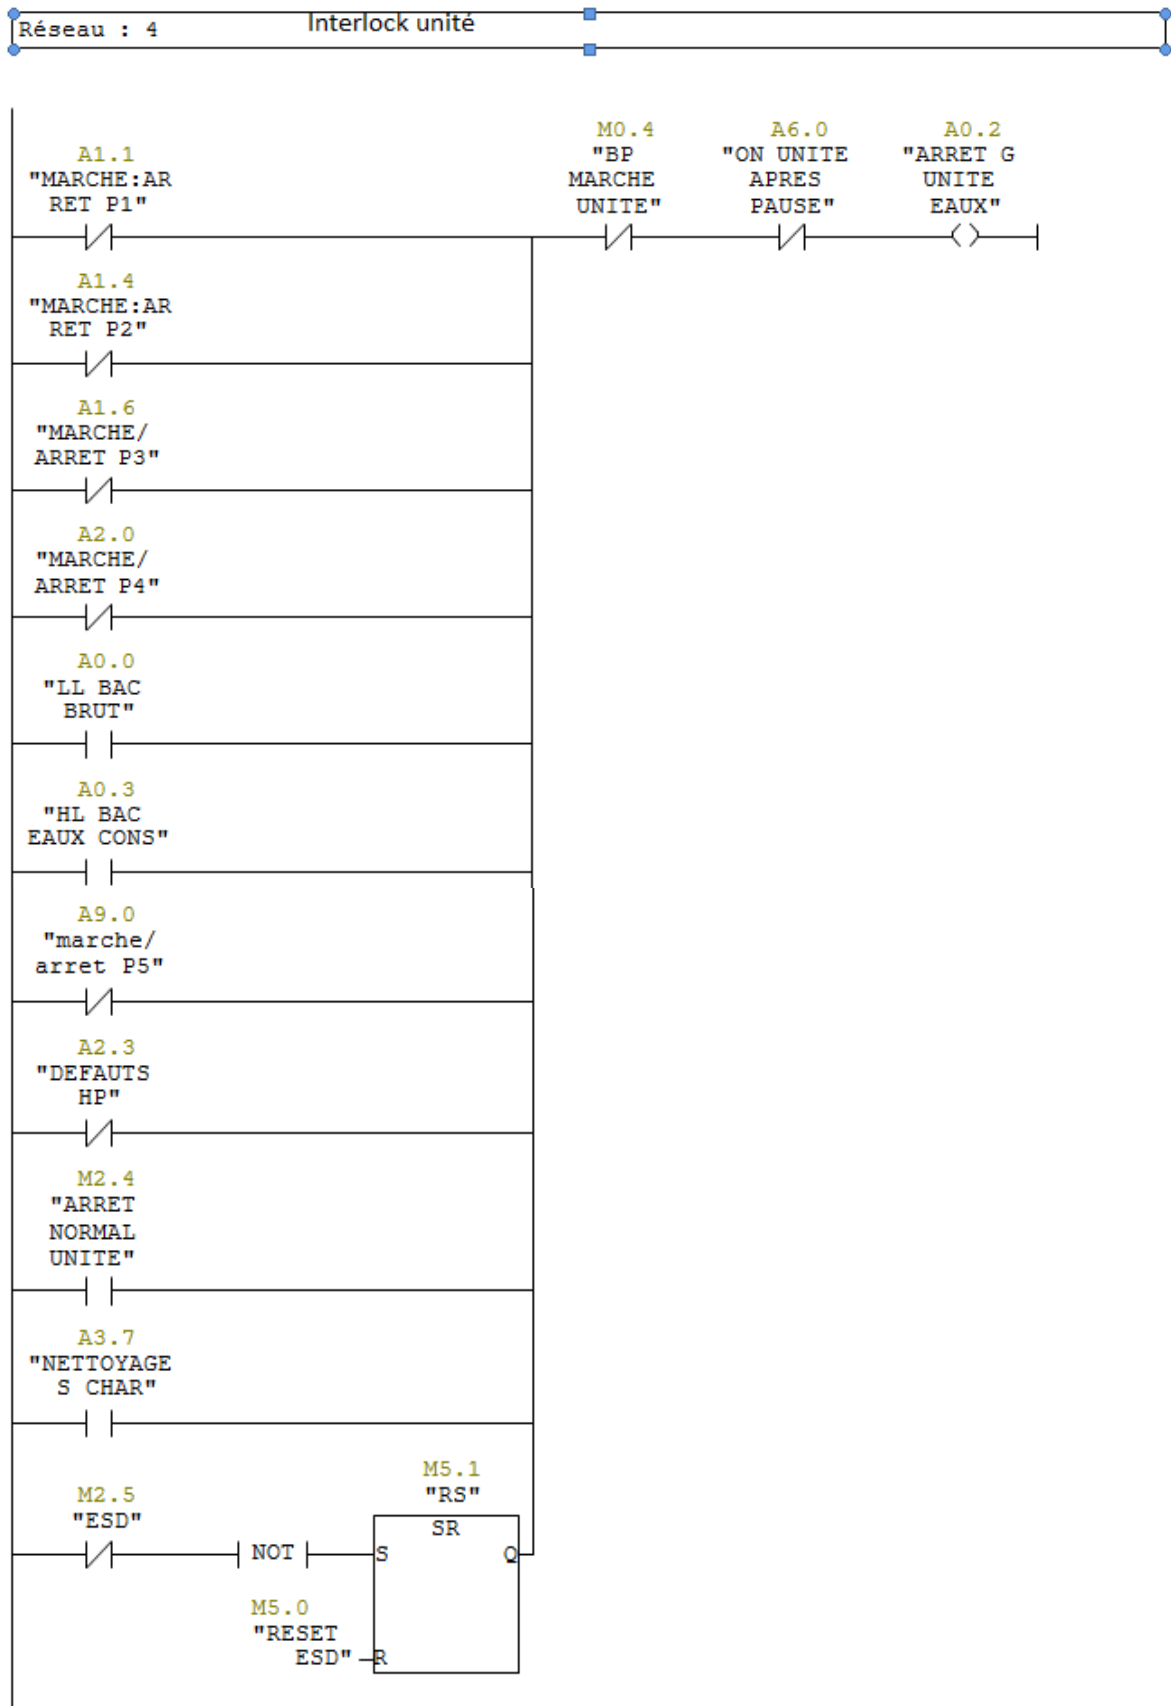 Réseau : 4 Interlock unité
A1.1
"MARCHE:AR
RET P1"
M0.4
"BP
MARCHE
UNITE"
A6.0
"ON UNITE
APRES
PAUSE"
A0.2
"ARRET G
UNITE
EAUX"
A1.4
"MARCHE:AR
RET P2"
A1.6
"MARCHE/
ARRET P3"
A2.0
"MARCHE/
ARRET P4"
A0.0
"LL BAC
BRUT"
A0.3
"HL BAC
EAUX CONS"
A9.0
"marche/
arret P5"
A2.3
"DEFAUTS
HP"
M2.4
"ARRET
NORMAL
UNITE"
A3.7
"NETTOYAGE
S CHAR"
M2.5
"ESD"
NOT
M5.1
"RS"
SR
S Q
M5.0
"RESET
ESD"
R